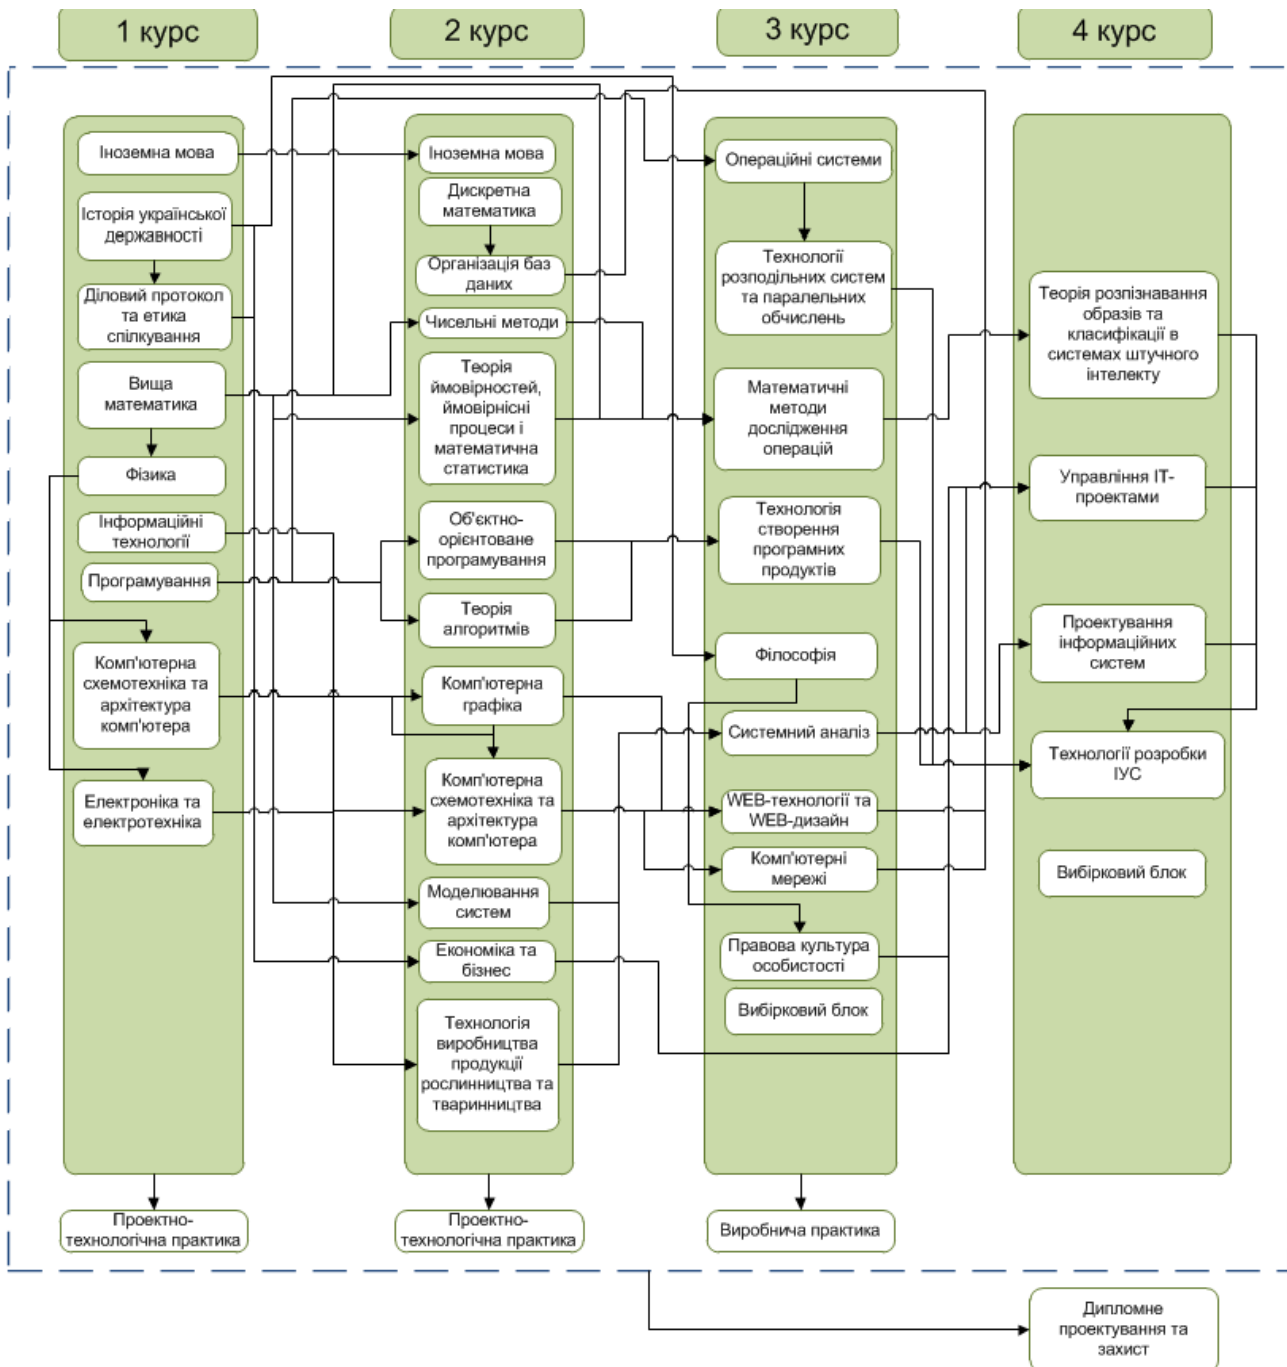 1 курс
2 курс
3 курс
4 курс
Іноземна мова
Історія української
державності
Діловий протокол
та етика
спілкування
Вища
математика
Фізика
Інформаційні
технології
Програмування
Комп'ютерна
схемотехніка та
архітектура
комп'ютера
Електроніка та
електротехніка
Проектно-
технологічна практика
Іноземна мова
Дискретна
математика
Організація баз
даних
Чисельні методи
Теорія
ймовірностей,
ймовірнісні
процеси і
математична
статистика
Об'єктно-
орієнтоване
програмування
Теорія
алгоритмів
Комп'ютерна
графіка
Комп'ютерна
схемотехніка та
архітектура
комп'ютера
Моделювання
систем
Економіка та
бізнес
Технологія
виробництва
продукції
рослинництва та
тваринництва
Проектно-
технологічна практика
Операційні системи
Технології
розподільних систем
та паралельних
обчислень
Математичні
методи
дослідження
операцій
Технологія
створення
програмних
продуктів
Філософія
Системний аналіз
WEB-технології та
WEB-дизайн
Комп'ютерні
мережі
Правова культура
особистості
Вибірковий блок
Виробнича практика
Теорія розпізнавання
образів та
класифікації в
системах штучного
інтелекту
Управління ІТ-
проектами
Проектування
інформаційних
систем
Технології розробки
ІУС
Вибірковий блок
Дипломне
проектування та
захист